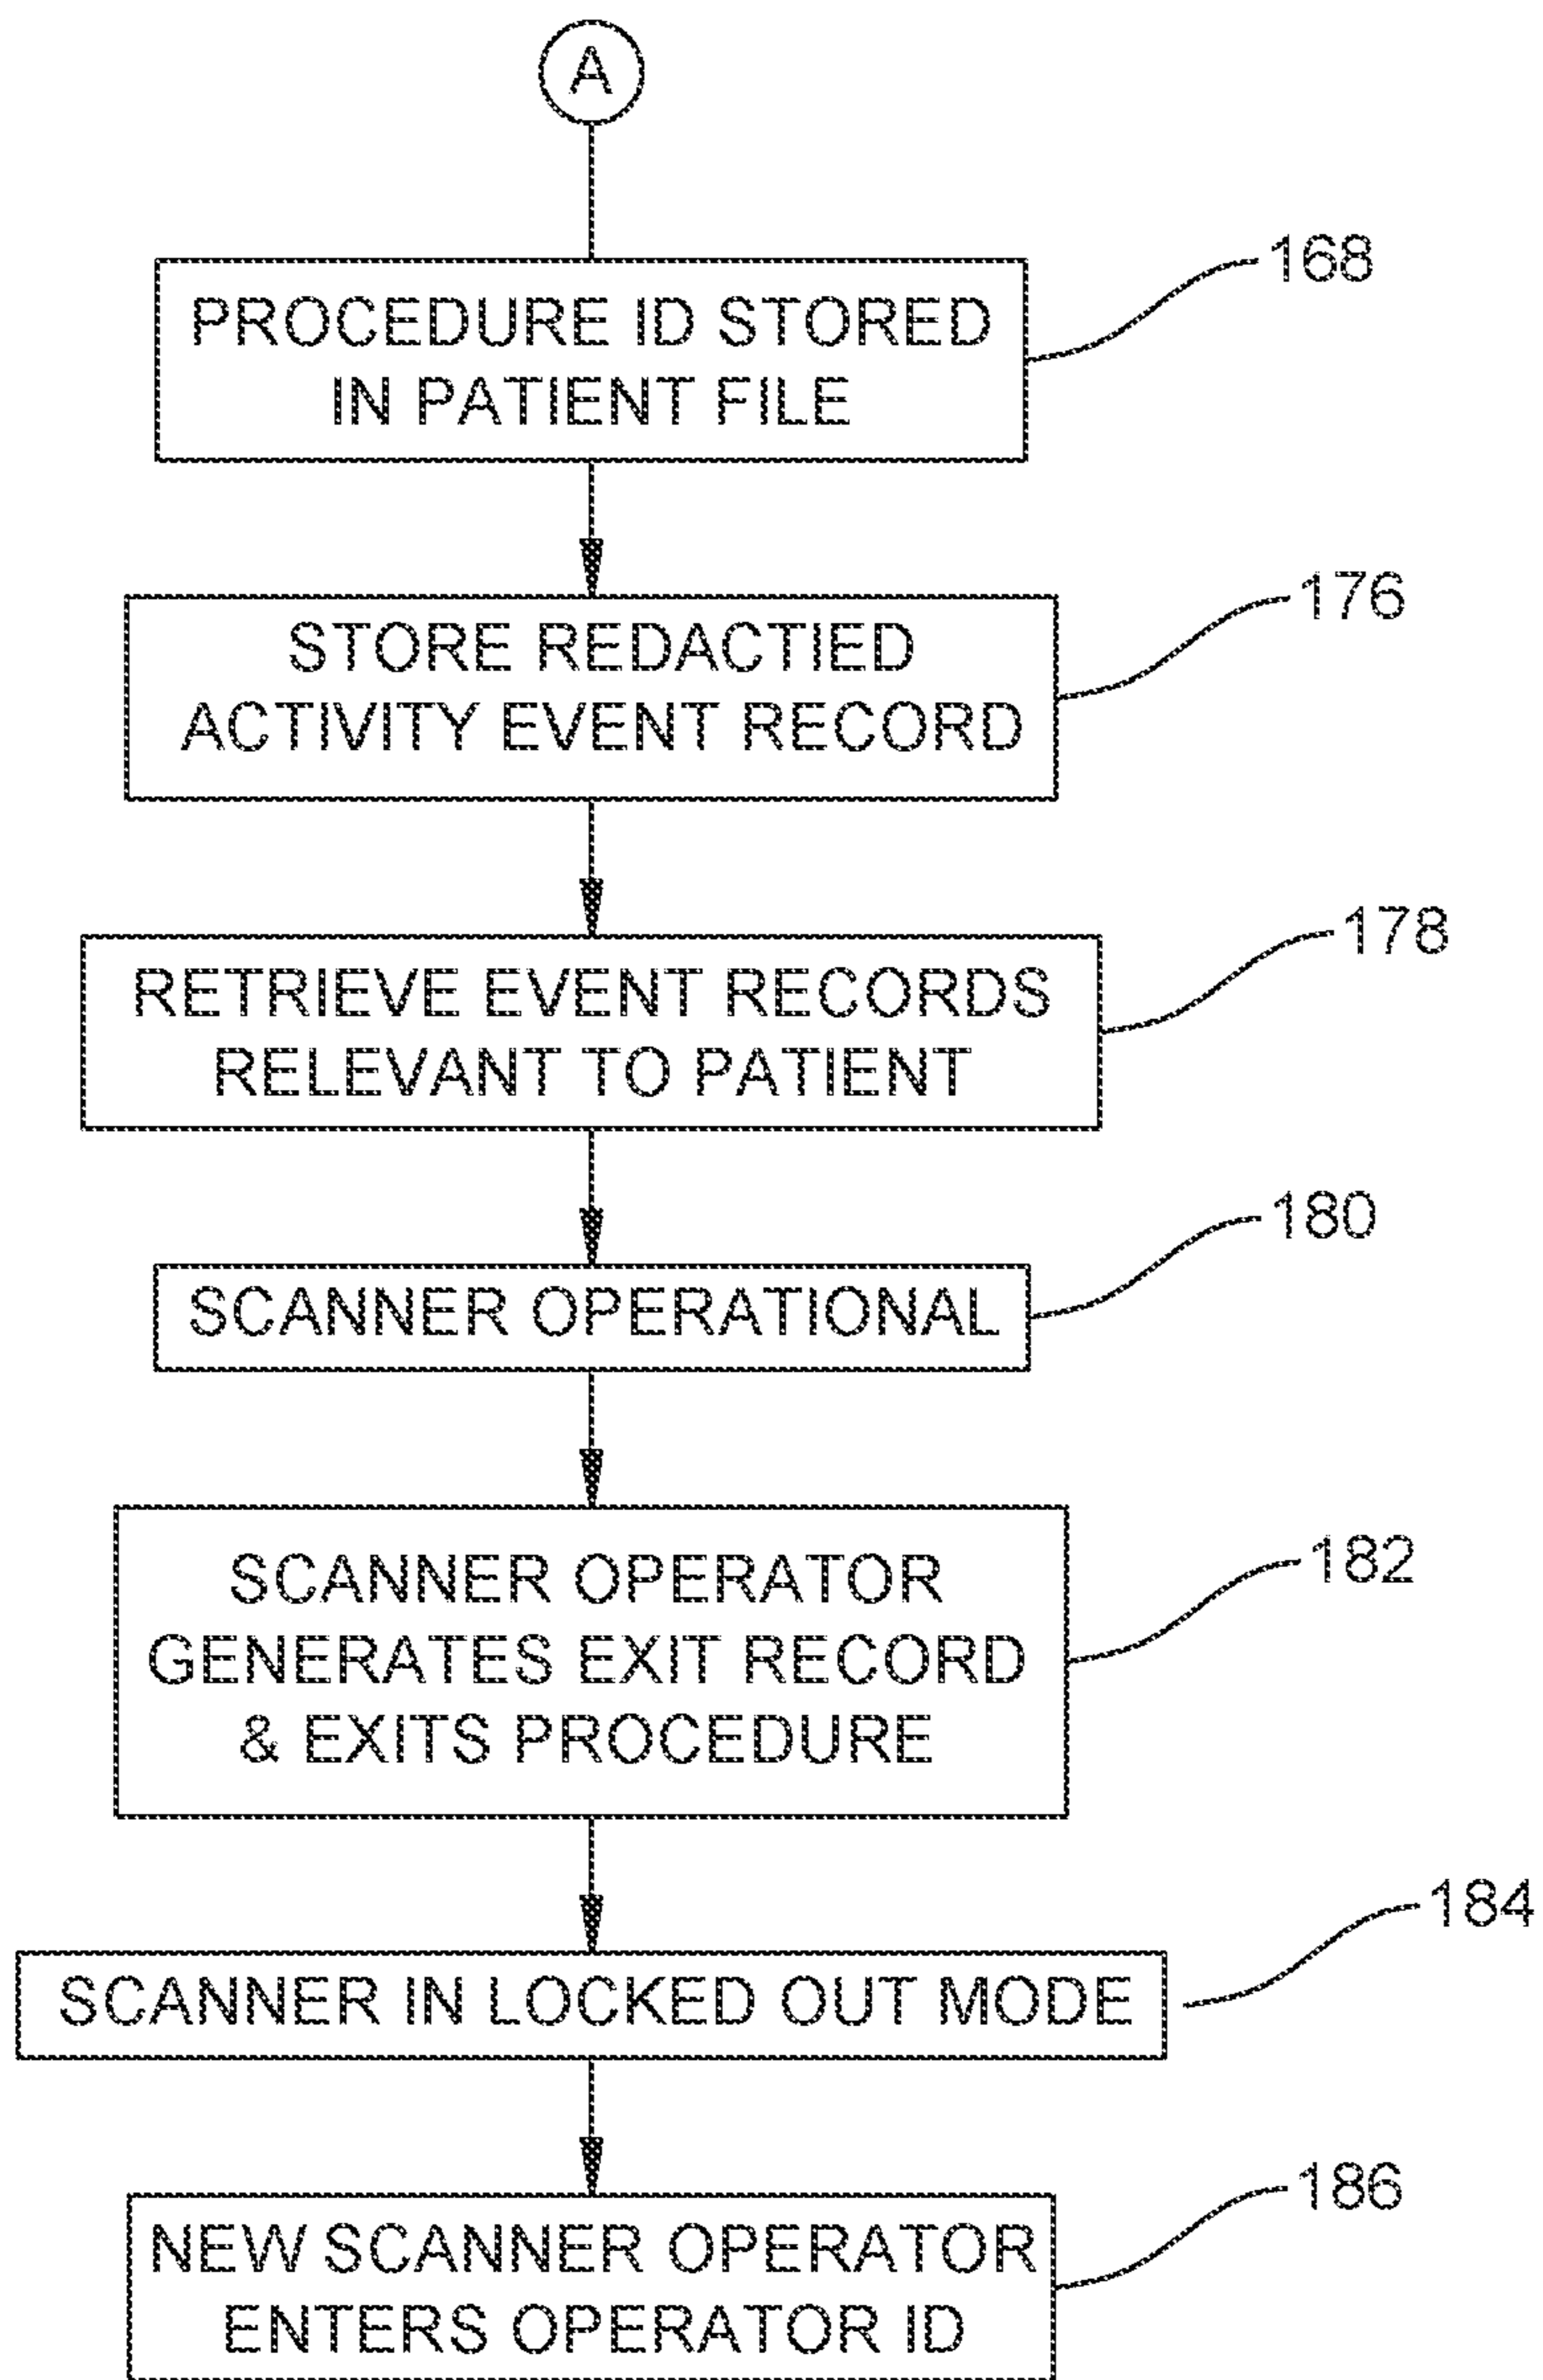 A
168
PROCEDURE ID STORED
IN PATIENT FILE
176
STORE REDACTIED
ACTIVITY EVENT RECORD
178
RETRIEVE EVENT RECORDS
RELEVANT TO PATIENT
180
SCANNER OPERATIONAL
182
SCANNER OPERATOR
GENERATES EXIT RECORD
& EXITS PROCEDURE
184
SCANNER IN LOCKED OUT MODE
186
NEW SCANNER OPERATOR
ENTERS OPERATOR ID